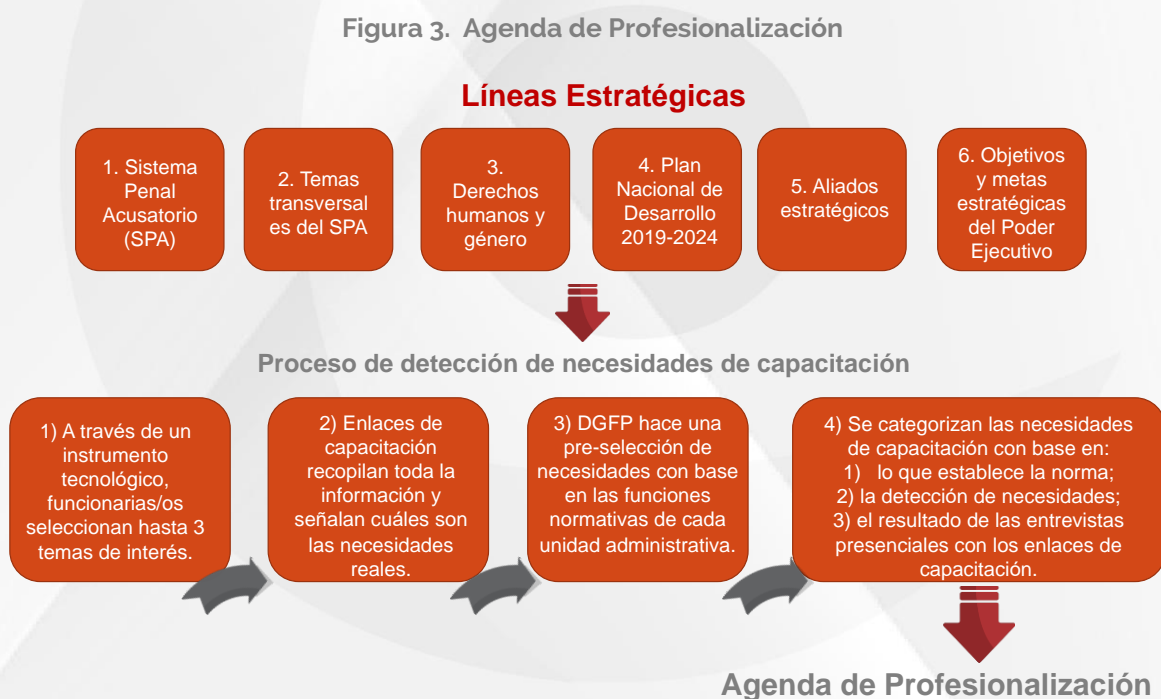 Figura 3. Agenda de Profesionalización
Líneas Estratégicas
1. Sistema
Penal
Acusatorio
(SPA)
2. Temas
transversal
es del SPA
3.
Derechos
humanos y
género
4. Plan
Nacional de
Desarrollo
2019-2024
5. Aliados
estratégicos
6. Objetivos
y metas
estratégicas
del Poder
Ejecutivo
Proceso de detección de necesidades de capacitación
1) A través de un
instrumento
tecnológico,
funcionarias/os
seleccionan hasta 3
temas de interés.
2) Enlaces de
capacitación
recopilan toda la
información y
señalan cuáles son
las necesidades
reales.
3) DGFP hace una
pre-selección de
necesidades con base
en las funciones
normativas de cada
unidad administrativa.
4) Se categorizan las necesidades
de capacitación con base en:
1) lo que establece la norma;
2) la detección de necesidades;
3) el resultado de las entrevistas
presenciales con los enlaces de
capacitación.
Agenda de Profesionalización